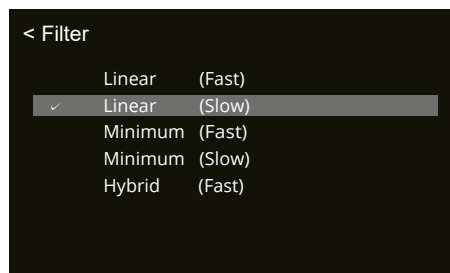 < Filter
Linear (Fast)
✓ Linear (Slow)
Minimum (Fast)
Minimum (Slow)
Hybrid (Fast)